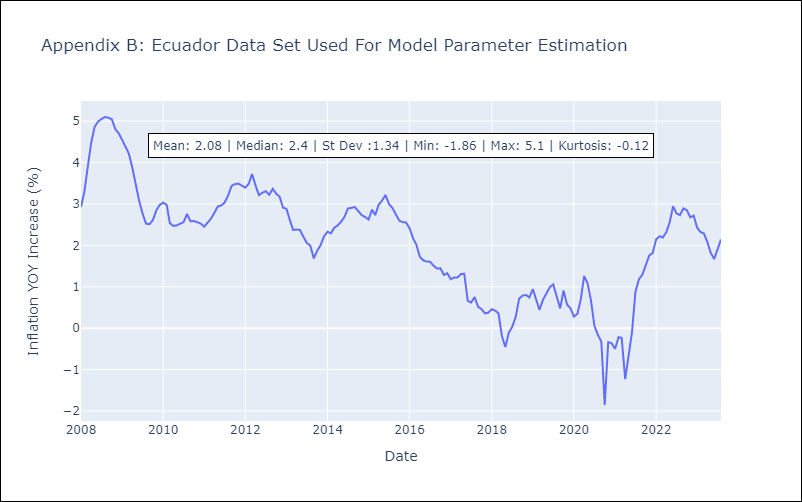 Appendix B: Ecuador Data Set Used For Model Parameter Estimation
Mean: 2.08 | Median: 2.4 | St Dev :1.34 | Min: -1.86 | Max: 5.1 | Kurtosis: -0.12
Inflation YOY Increase (%)
5
4
3
2
1
0
−1
−2
2008 2010 2012 2014 2016 2018 2020 2022
Date